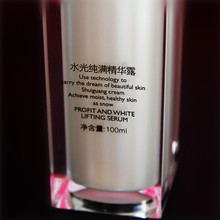 水光纯满精华露
Use technology to
carry the dream of beautiful skin
Shuiguang cream
Achieve moist, healthy skin
as snow
PROFIT AND WHITE
LIFTING SERUM
净含量:100ml